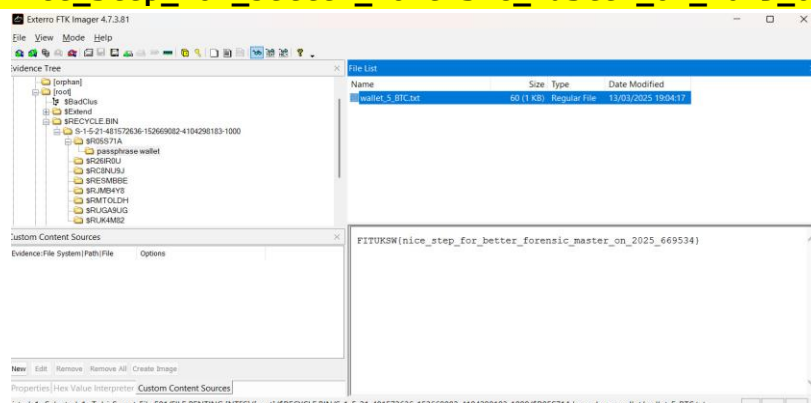 Exterro FTK Imager 4.7.3.81
File View Mode Help
Evidence Tree
[orphan]
[root]
$BadClus
$Extend
$RECYCLE.BIN
S-1-5-21-481572636-152669082-4104298183-1000
$R05S71A
passphrase wallet
$R26IR0U
$RC8NU9J
$RESMBBE
$RJMB4Y8
$RMTOLDH
$RUGA9UG
$RUK4M82
File List
Name Size Type Date Modified
wallet_5_BTC.txt 60 (1 KB) Regular File 13/03/2025 19:04:17
FITUKSW{nice_step_for_better_forensic_master_on_2025_669534}
Custom Content Sources
Evidence:File System|Path|File Options
New Edit Remove Remove All Create Image
Properties Hex Value Interpreter Custom Content Sources